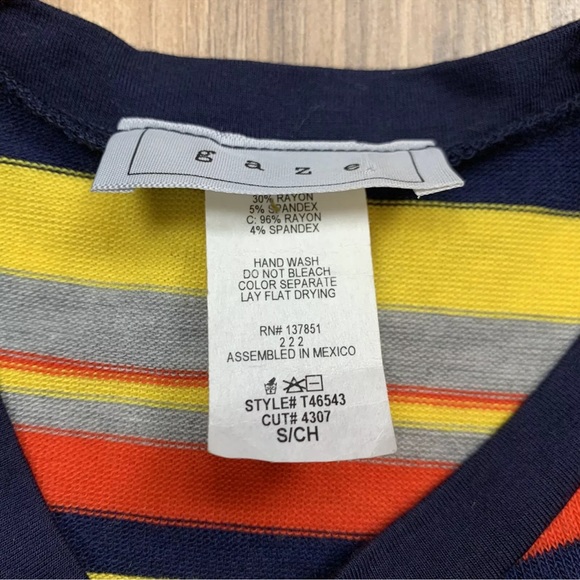 gaze
30% RAYON
5% SPANDEX
C: 96% RAYON
4% SPANDEX
HAND WASH
DO NOT BLEACH
COLOR SEPARATE
LAY FLAT DRYING
RN# 137851
2 2 2
ASSEMBLED IN MEXICO
STYLE# T46543
CUT# 4307
S/CH